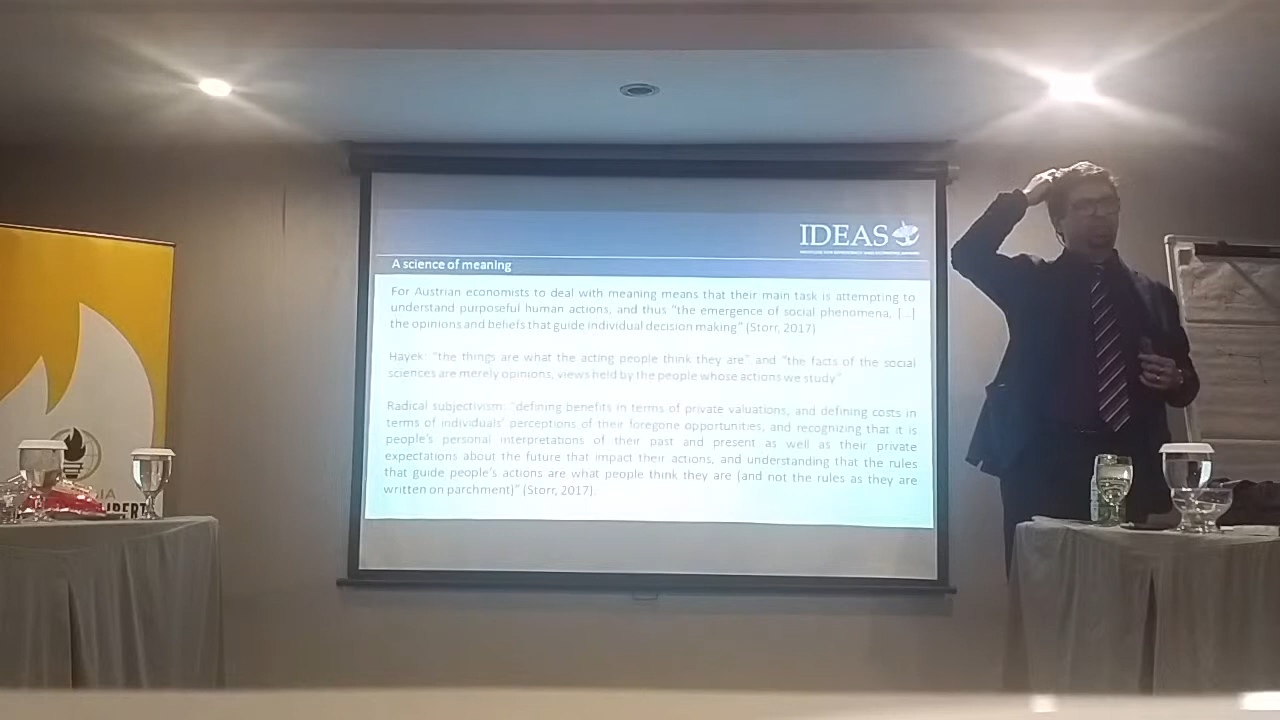 IDEAS
A science of meaning
For Austrian economists to deal with meaning means that their main task is attempting to
understand purposeful human actions, and thus "the emergence of social phenomena, [...]
the opinions and beliefs that guide individual decision making" (Storr, 2017)
Hayek: "the things are what the acting people think they are" and "the facts of the social
sciences are merely opinions, views held by the people whose actions we study"
Radical subjectivism: "defining benefits in terms of private valuations, and defining costs in
terms of individuals' perceptions of their foregone opportunities, and recognizing that it is
people's personal interpretations of their past and present as well as their private
expectations about the future that impact their actions, and understanding that the rules
that guide people's actions are what people think they are (and not the rules as they are
written on parchment)" (Storr, 2017).